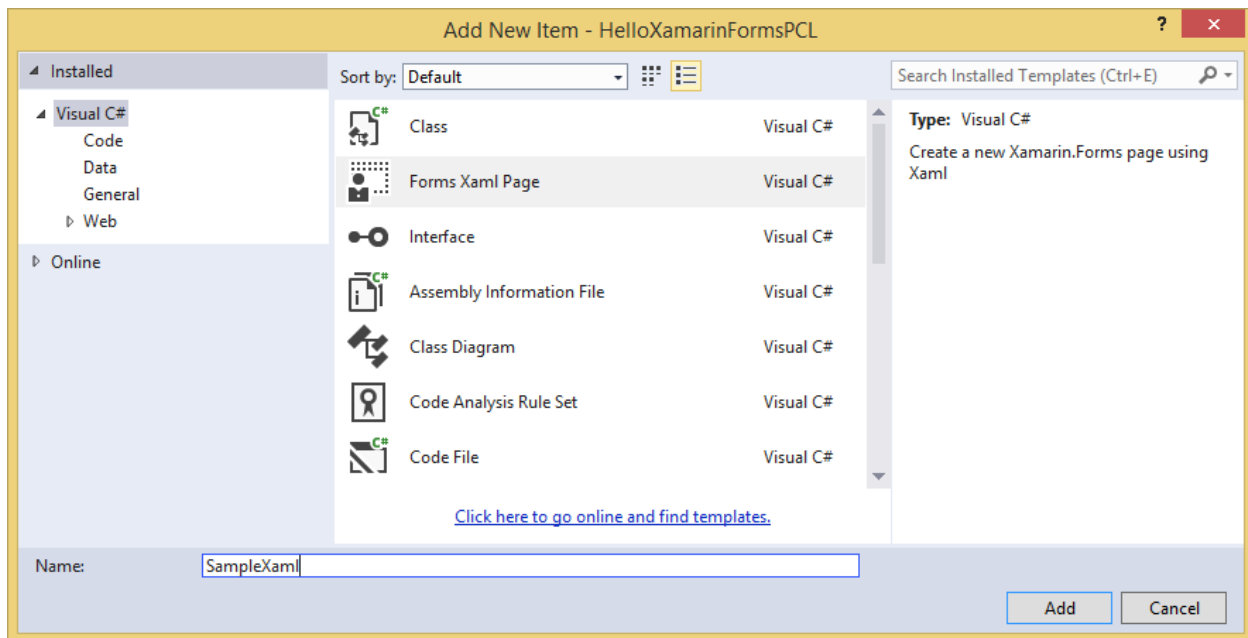 Add New Item - HelloXamarinFormsPCL
?
×
Installed
Visual C#
Code
Data
General
Web
Online
Sort by: Default
Search Installed Templates (Ctrl+E)
C#
Class Visual C#
Forms Xaml Page Visual C#
Interface Visual C#
Assembly Information File Visual C#
C#
Class Diagram Visual C#
Code Analysis Rule Set Visual C#
C#
Code File Visual C#
Click here to go online and find templates.
Type: Visual C#
Create a new Xamarin.Forms page using
Xaml
Name: SampleXaml
Add Cancel